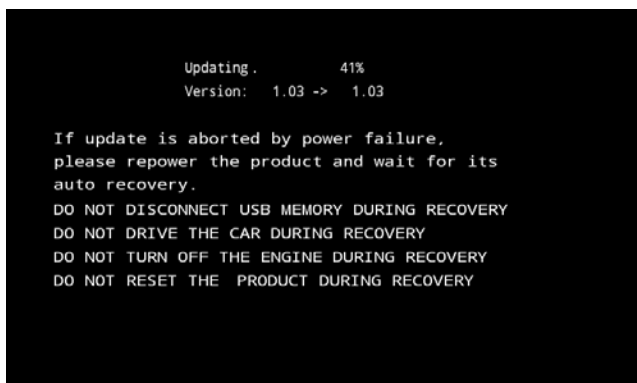 Updating.          41%
Version:   1.03 ->   1.03
If update is aborted by power failure,
please repower the product and wait for its
auto recovery.
DO NOT DISCONNECT USB MEMORY DURING RECOVERY
DO NOT DRIVE THE CAR DURING RECOVERY
DO NOT TURN OFF THE ENGINE DURING RECOVERY
DO NOT RESET THE  PRODUCT DURING RECOVERY